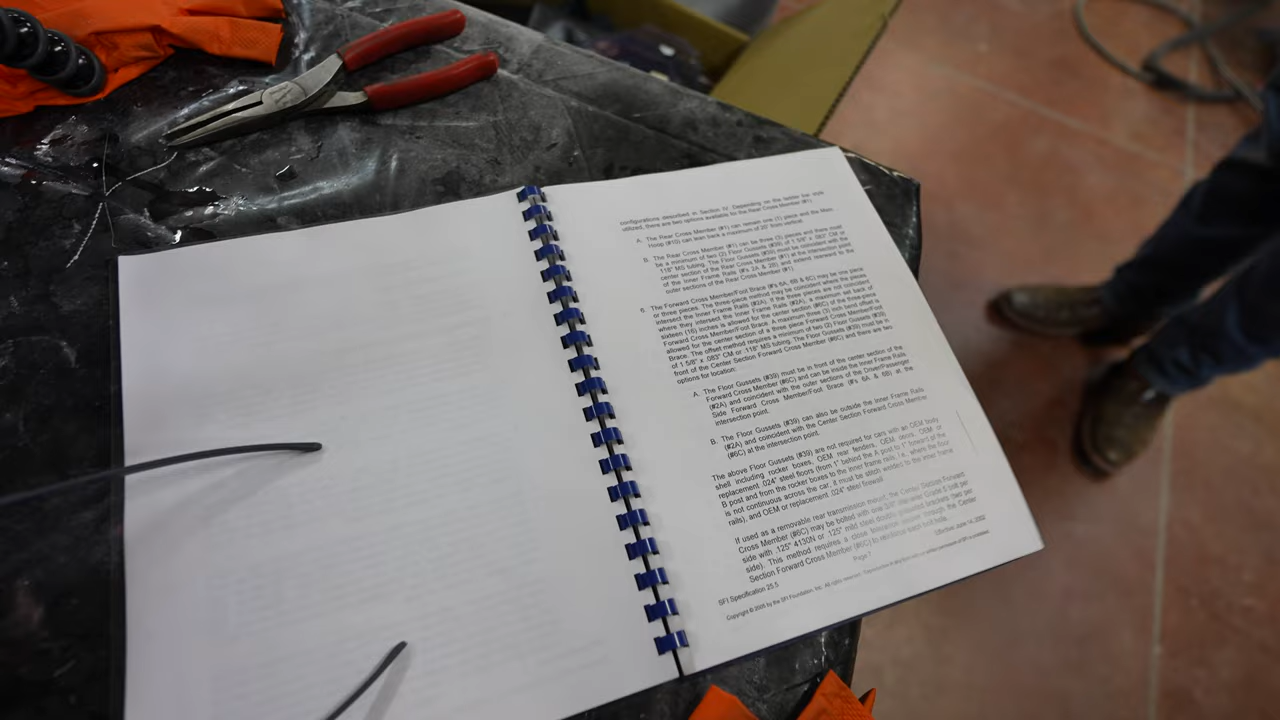 configurations described in Section IV. Depending on the ladder bar style
utilized, there are two options available for the Rear Cross Member (#1).
A. The Rear Cross Member (#1) can remain one (1) piece and the Main
Hoop (#10) can lean back a maximum of 20° from vertical.
B. The Rear Cross Member (#1) can be three (3) pieces and there must
be a minimum of two (2) Floor Gussets (#39) of 1 5/8" x .083" CM or
.118" MS tubing. The Floor Gussets (#39) must be coincident with the
center section of the Rear Cross Member (#1) at the intersection point
of the Inner Frame Rails (#'s 2A & 2B) and extend rearward to the
outer sections of the Rear Cross Member (#1).
6. The Forward Cross Member/Foot Brace (#'s 6A, 6B & 6C) may be one piece
or three pieces. The three-piece method may be coincident where the pieces
intersect the Inner Frame Rails (#2A). If the three pieces are not coincident
where they intersect the Inner Frame Rails (#2A), a maximum set back of
sixteen (16) inches is allowed for the center section (#6C) of the three-piece
Forward Cross Member/Foot Brace. A maximum three (3) inch bend offset is
allowed for the center section of a three piece Forward Cross Member/Foot
Brace. The offset method requires a minimum of two (2) Floor Gussets (#39)
of 1 5/8" x .083" CM or .118" MS tubing. The Floor Gussets (#39) must be in
front of the Center Section Forward Cross Member (#6C) and there are two
options for location:
A. The Floor Gussets (#39) must be in front of the center section of the
Forward Cross Member (#6C) and can be inside the Inner Frame Rails
(#2A) and coincident with the outer sections of the Driver/Passenger
Side Forward Cross Member/Foot Brace (#'s 6A & 6B) at the
intersection point.
B. The Floor Gussets (#39) can also be outside the Inner Frame Rails
(#2A) and coincident with the Center Section Forward Cross Member
(#6C) at the intersection point.
The above Floor Gussets (#39) are not required for cars with an OEM body
shell including rocker boxes, OEM rear fenders, OEM doors, OEM or
replacement .024" steel floors (from 1" behind the A post to 1" forward of the
B post and from the rocker boxes to the inner frame rails, i.e., where the floor
is not continuous across the car, it must be stitch welded to the inner frame
rails), and OEM or replacement .024" steel firewall.
If used as a removable rear transmission mount, the Center Section Forward
Cross Member (#6C) may be bolted with one 3/8" diameter Grade 5 bolt per
side with .125" 4130N or .125" mild steel double gusseted brackets (two per
side). This method requires a close through the Center
Section Forward Cross Member (#6C) to reinforce each bolt hole.
SFI Specification 25.5
Page 7
Effective: June 14, 2002
Copyright © 2005 by the SFI Foundation, Inc. All rights reserved.